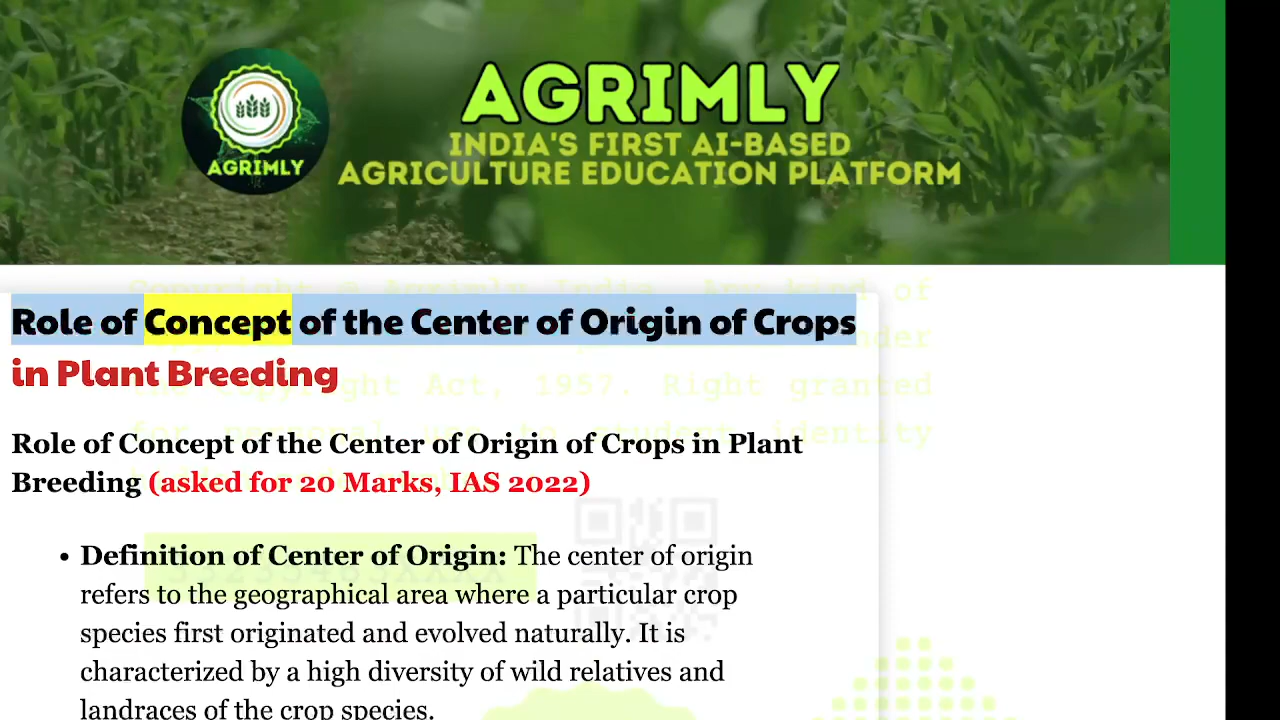 AGRIMLY
INDIA'S FIRST AI-BASED
AGRICULTURE EDUCATION PLATFORM
AGRIMLY
Role of Concept of the Center of Origin of Crops
in Plant Breeding
Role of Concept of the Center of Origin of Crops in Plant
Breeding (asked for 20 Marks, IAS 2022)
• Definition of Center of Origin: The center of origin
refers to the geographical area where a particular crop
species first originated and evolved naturally. It is
characterized by a high diversity of wild relatives and
landraces of the crop species.
Act, 1957. Right granted